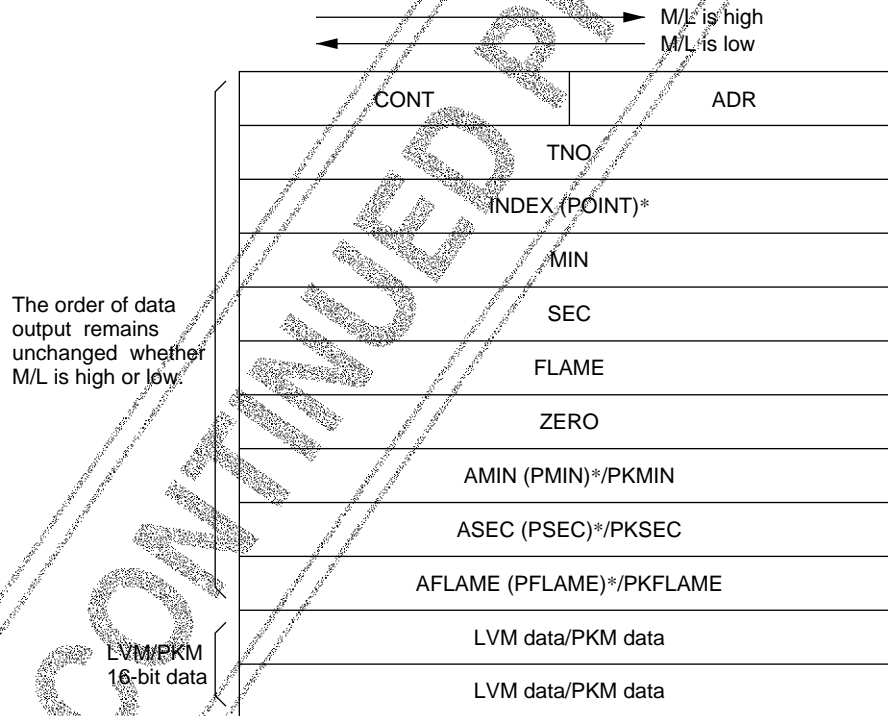 M/L is high
M/L is low
CONT ADR
TNO
INDEX (POINT)*
MIN
SEC
FLAME
ZERO
AMIN (PMIN)*/PKMIN
ASEC (PSEC)*/PKSEC
AFLAME (PFLAME)*/PKFLAME
LVM data/PKM data
LVM data/PKM data
The order of data
output remains
unchanged whether
M/L is high or low.
LVM/PKM
16-bit data
CONTINUED P